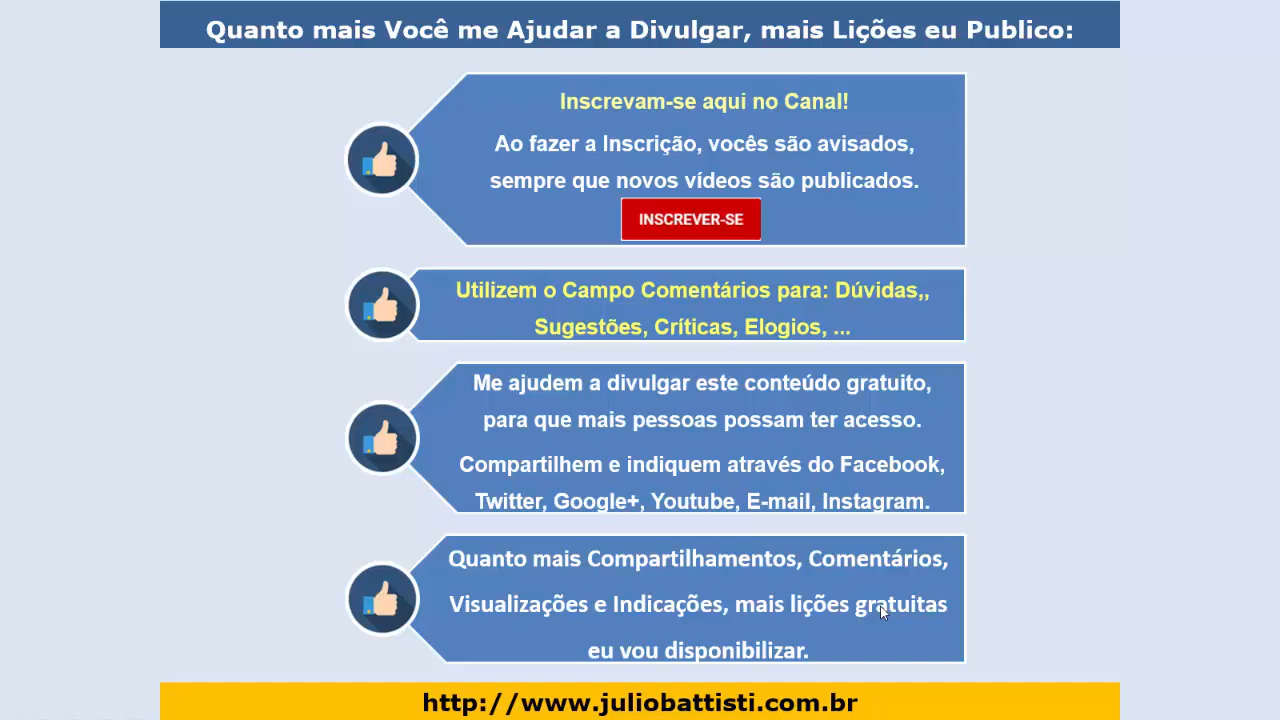 Quanto mais Você me Ajudar a Divulgar, mais Lições eu Publico:
Inscrevam-se aqui no Canal!
Ao fazer a Inscrição, vocês são avisados,
sempre que novos vídeos são publicados.
INSCREVER-SE
Utilizem o Campo Comentários para: Dúvidas,,
Sugestões, Críticas, Elogios, ...
Me ajudem a divulgar este conteúdo gratuito,
para que mais pessoas possam ter acesso.
Compartilhem e indiquem através do Facebook,
Twitter, Google+, Youtube, E-mail, Instagram.
Quanto mais Compartilhamentos, Comentários,
Visualizações e Indicações, mais lições gratuitas
eu vou disponibilizar.
http://www.juliobattisti.com.br